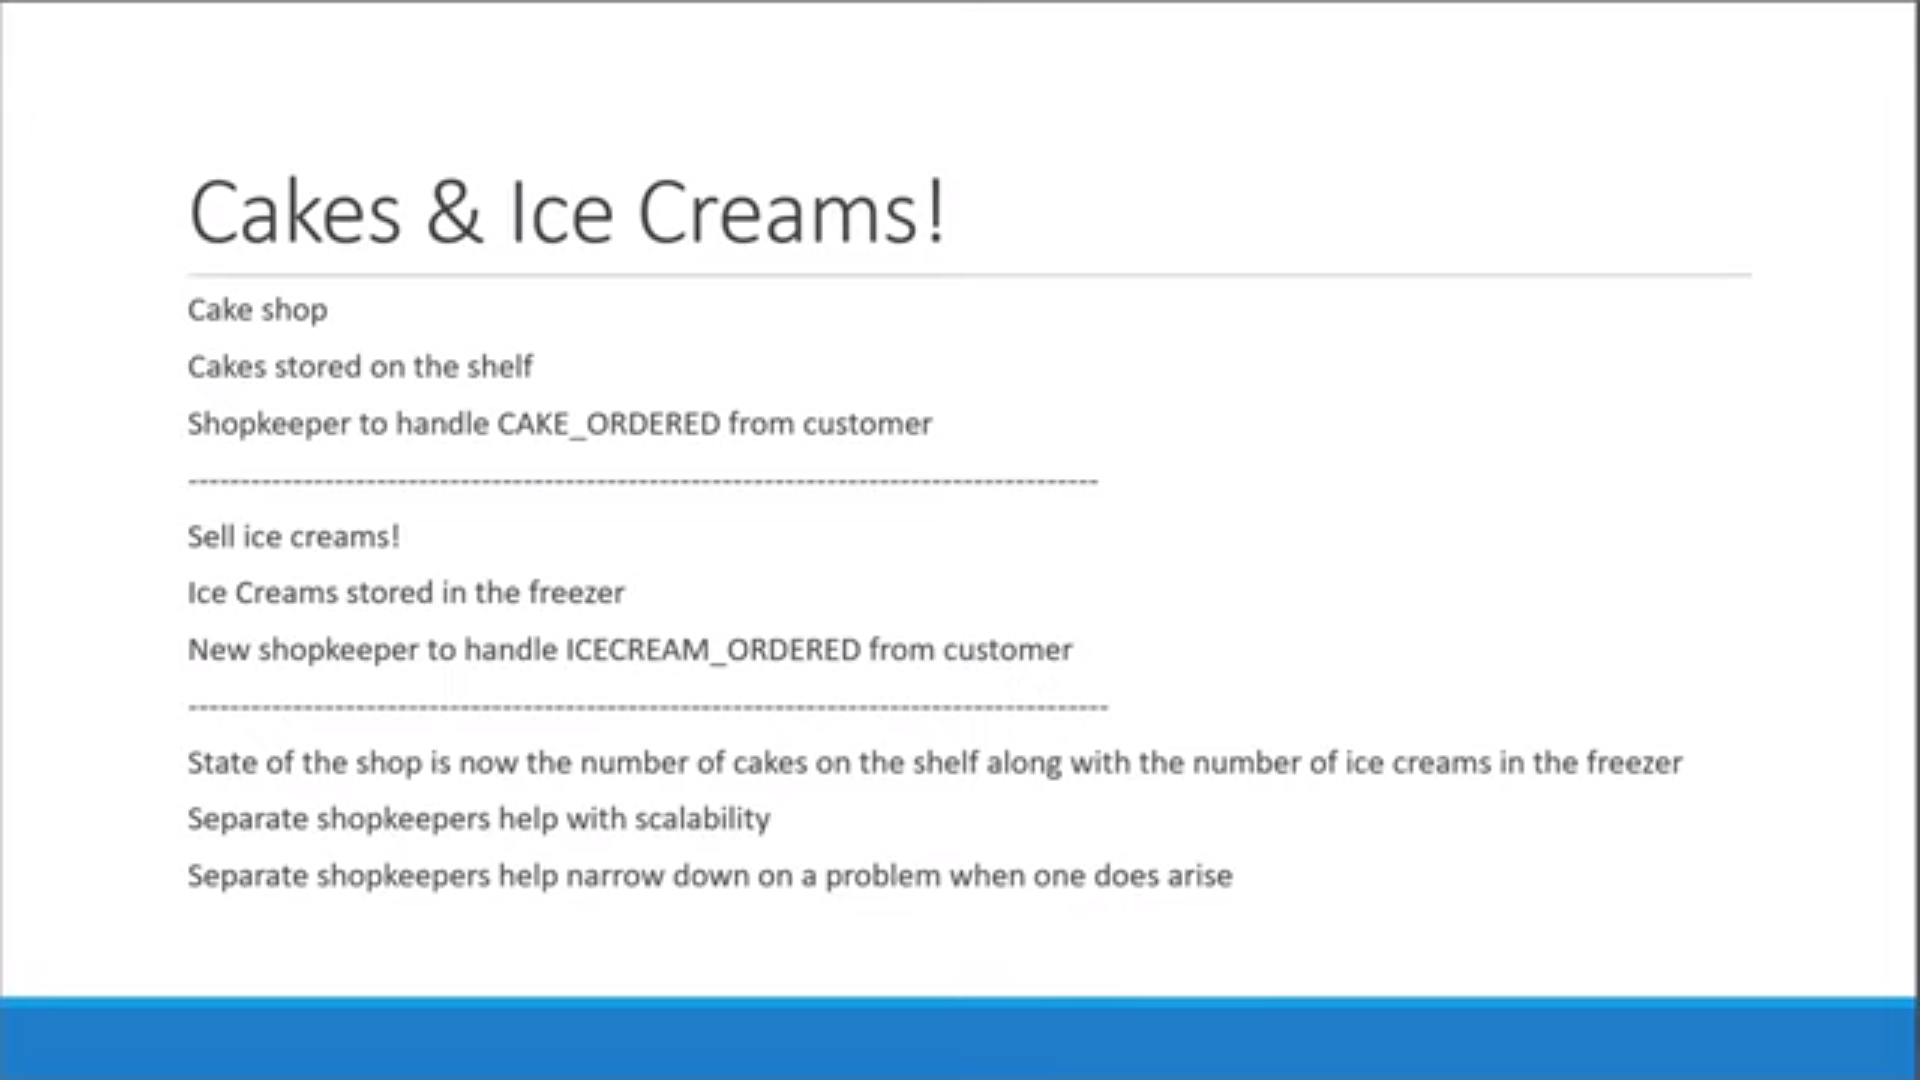 Cakes & Ice Creams!
Cake shop
Cakes stored on the shelf
Shopkeeper to handle CAKE_ORDERED from customer
---------------------------------------------------------------------------------------
Sell ice creams!
Ice Creams stored in the freezer
New shopkeeper to handle ICECREAM_ORDERED from customer
----------------------------------------------------------------------------------------
State of the shop is now the number of cakes on the shelf along with the number of ice creams in the freezer
Separate shopkeepers help with scalability
Separate shopkeepers help narrow down on a problem when one does arise